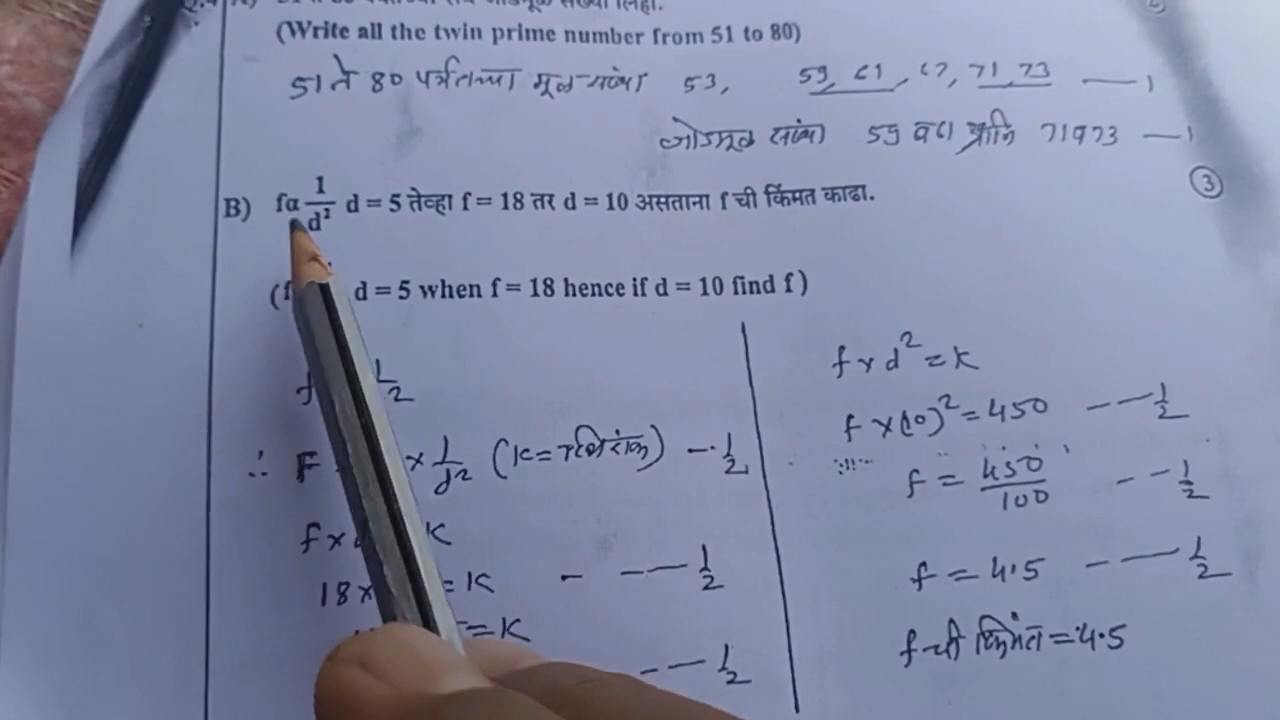 (Write all the twin prime number from 51 to 80)
51 ते 80 पर्यंतच्या मूळ संख्या 53, 59, 61, 67, 71, 73 — 1
जोडमूळ संख्या 59 व 61 आणि 71 व 73 — 1
B) fα 1/d² d = 5 तेव्हा f = 18 तर d = 10 असताना f ची किंमत काढा.
3
d = 5 when f = 18 hence if d = 10 find f )
∴ F × 1/d² (K= स्थिरांक) - - 1/2
f × K
18 × = K - - - 1/2
= K
- - 1/2
f × d² = K
f × (10)² = 450 - - 1/2
f = 450/100 - - 1/2
f = 4.5 - - 1/2
f ची किंमत = 4.5